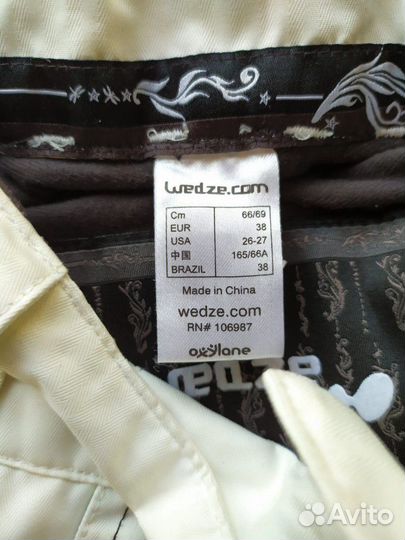 wedze.com
Cm 66/69
EUR 38
USA 26-27
中国 165/66A
BRAZIL 38
Made in China
wedze.com
RN# 106987
oxylane
Avito